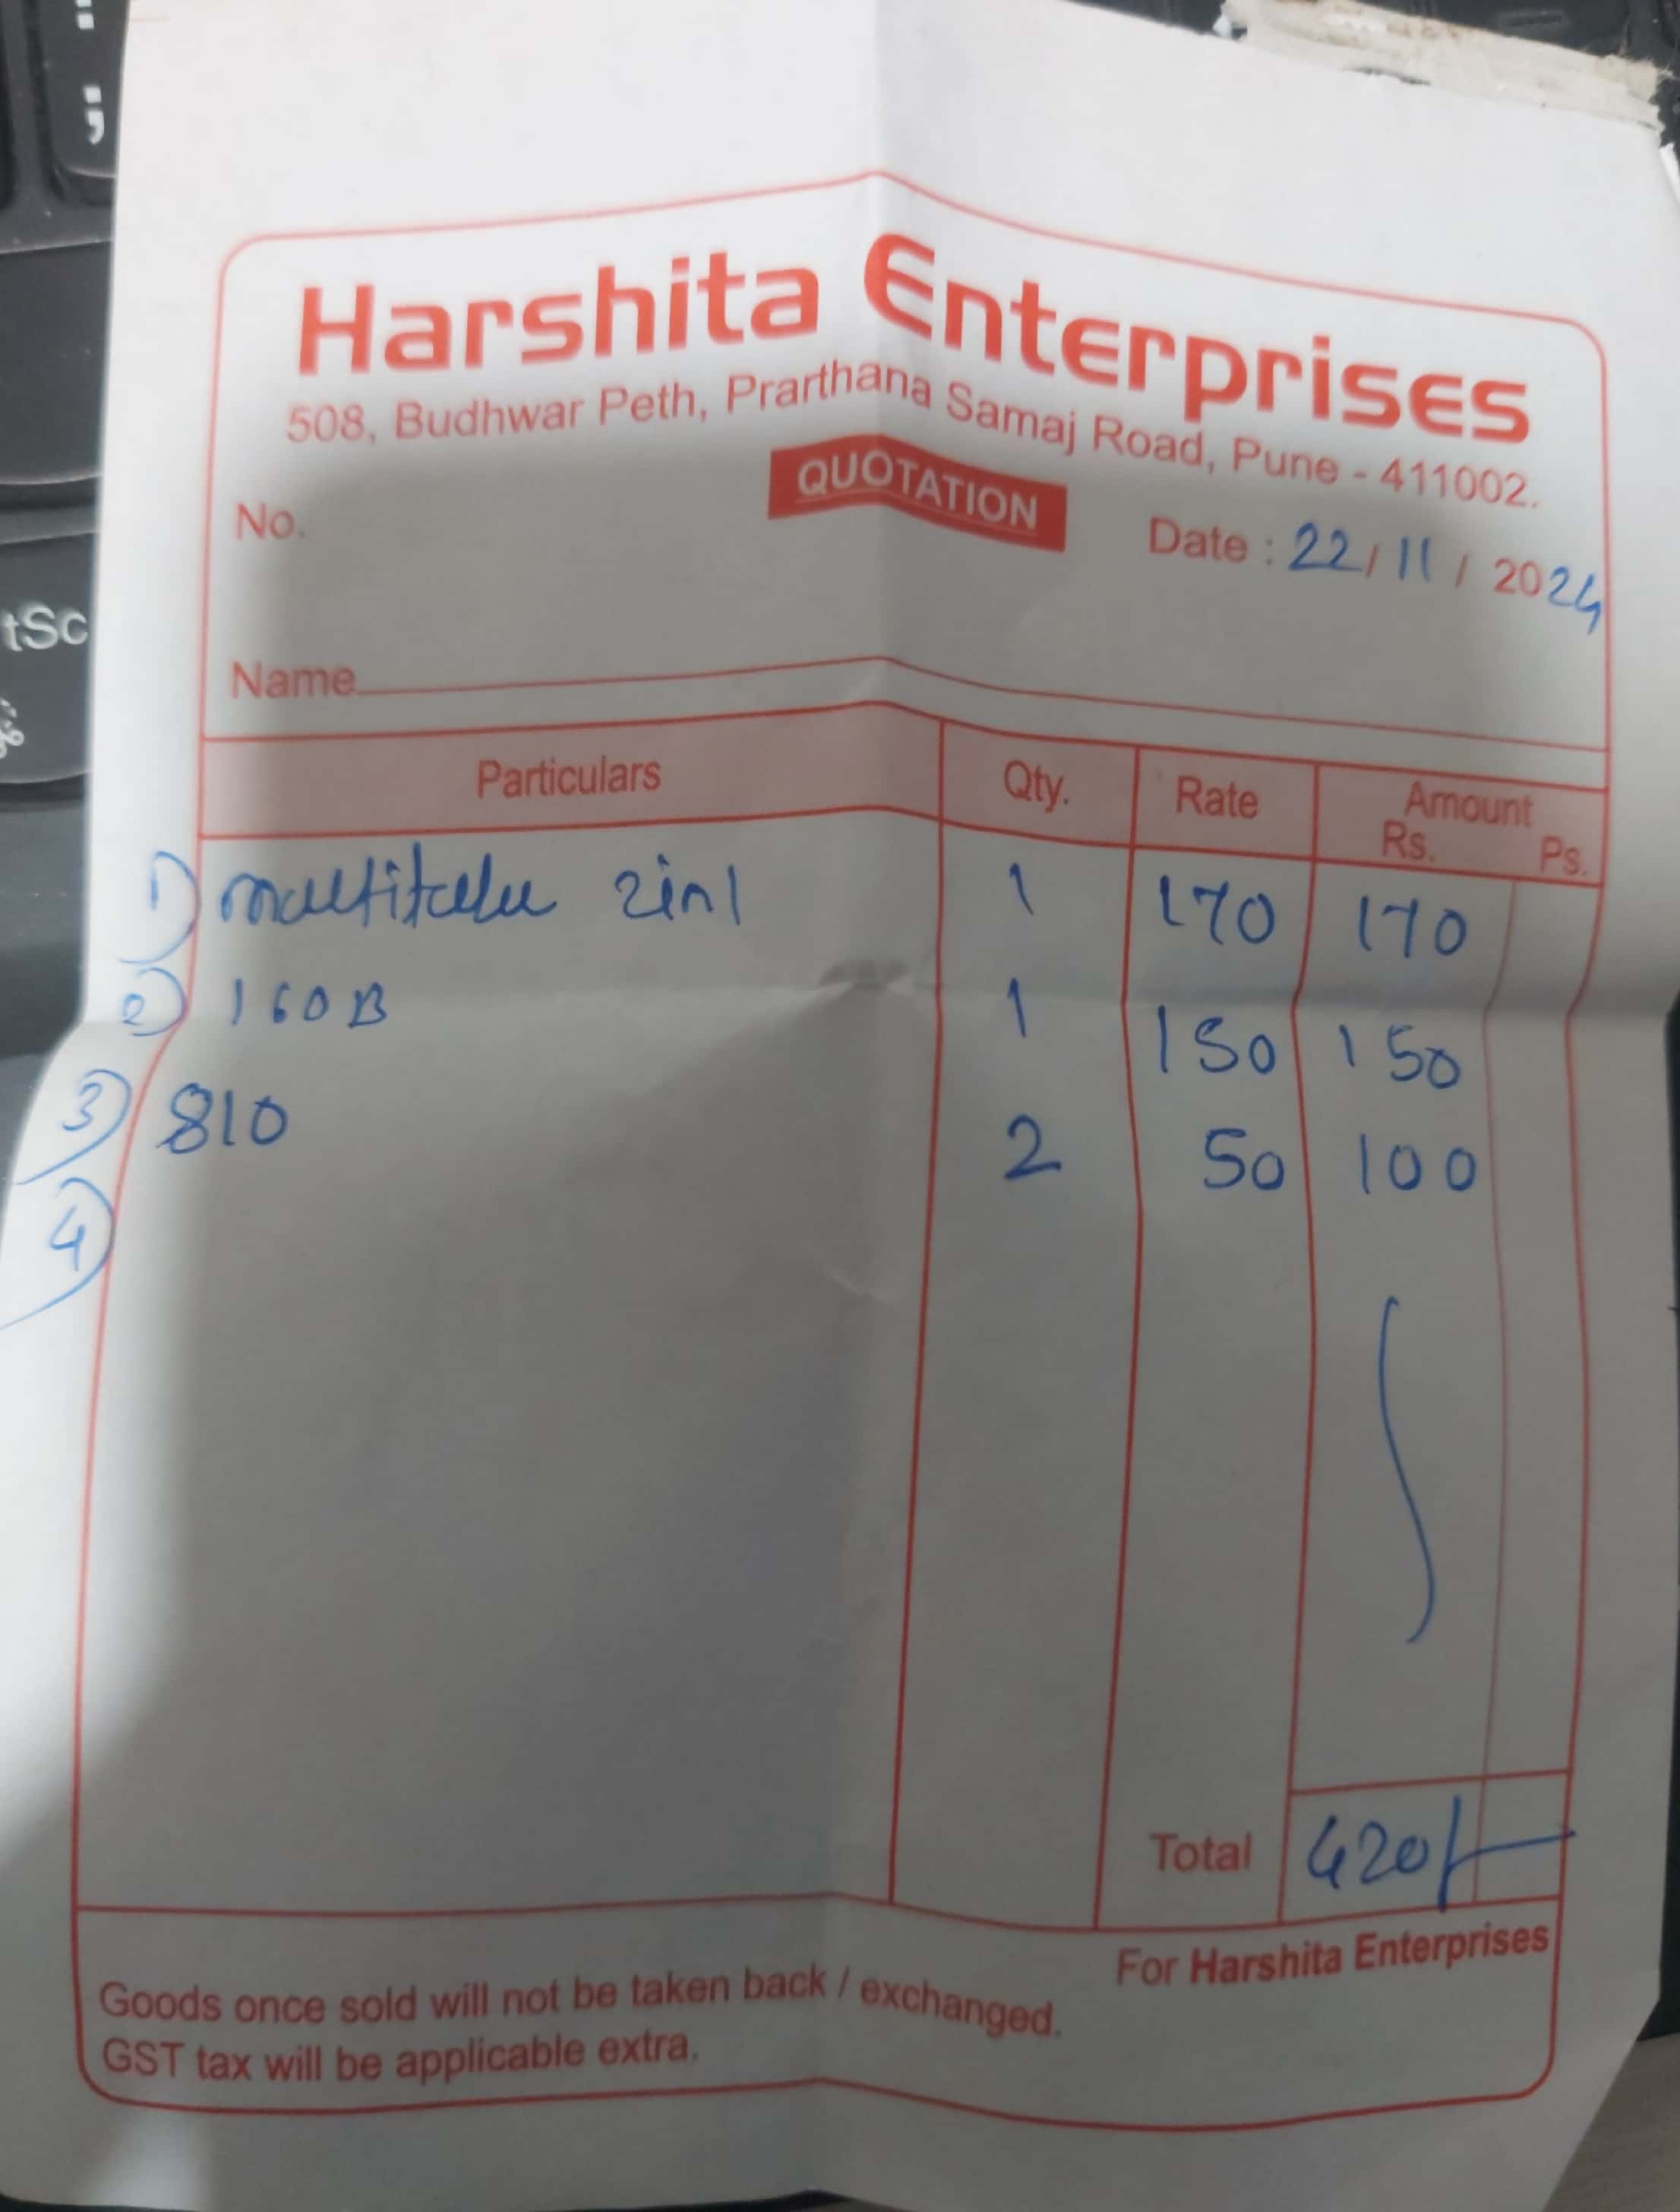 Harshita Enterprises
508, Budhwar Peth, Prarthana Samaj Road, Pune - 411002.
QUOTATION
No. Date : 22/11/2024
Name
Particulars Qty. Rate Amount
Rs. Ps.
1) 2in1 1 170 170
2) 160B 1 150 150
3) 810 2 50 100
4)
Total 420/-
For Harshita Enterprises
Goods once sold will not be taken back / exchanged.
GST tax will be applicable extra.
tSc
;